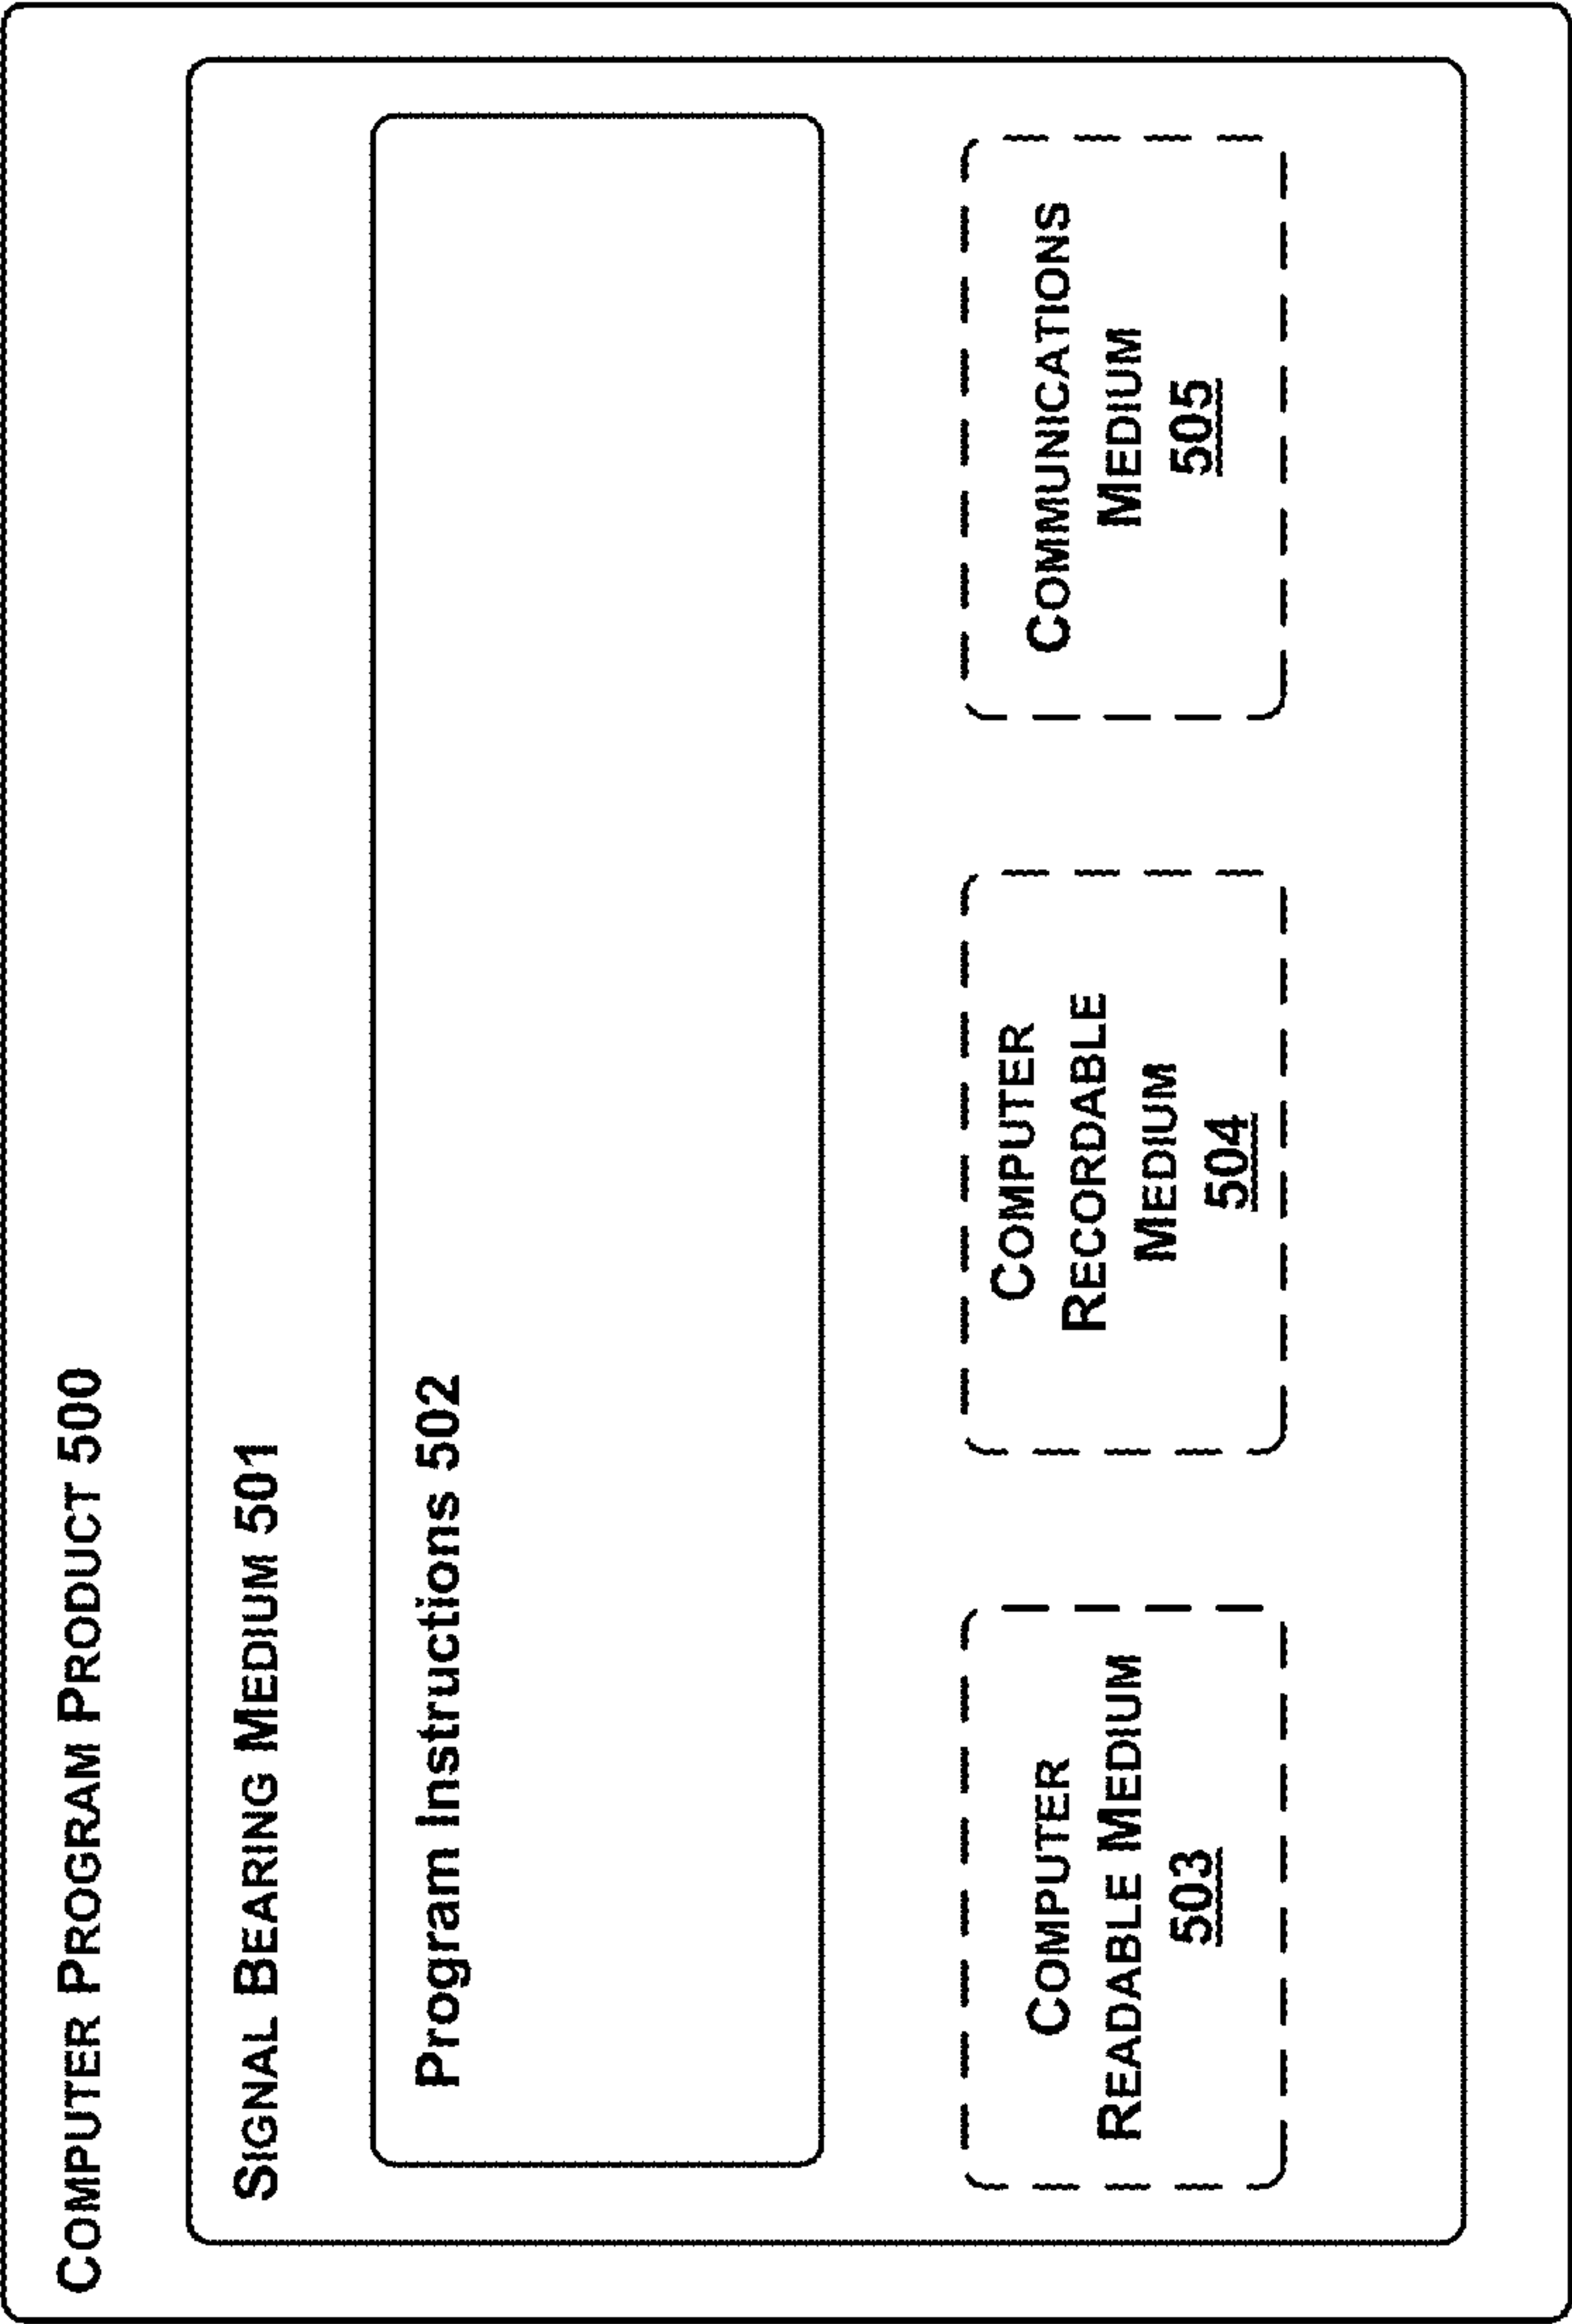 COMPUTER PROGRAM PRODUCT 500
SIGNAL BEARING MEDIUM 501
Program Instructions 502
COMPUTER
READABLE MEDIUM
503
COMPUTER
RECORDABLE
MEDIUM
504
COMMUNICATIONS
MEDIUM
505